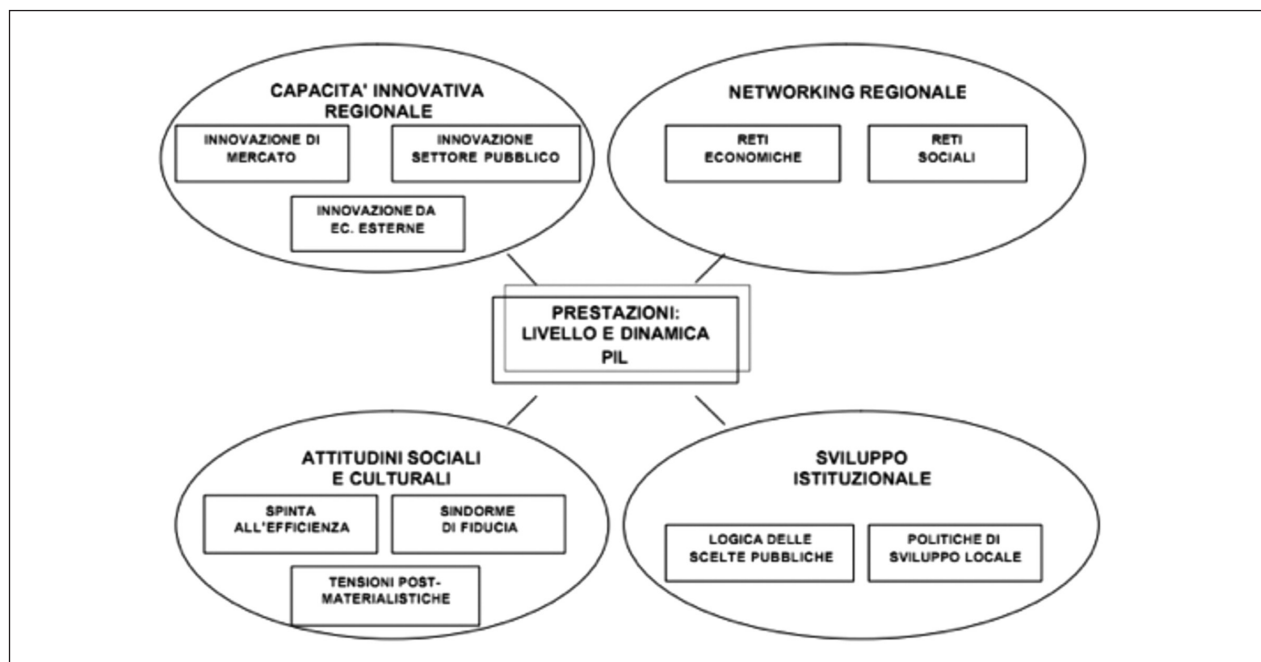 CAPACITA' INNOVATIVA
REGIONALE
INNOVAZIONE DI
MERCATO
INNOVAZIONE
SETTORE PUBBLICO
INNOVAZIONE DA
EC. ESTERNE
NETWORKING REGIONALE
RETI
ECONOMICHE
RETI
SOCIALI
PRESTAZIONI:
LIVELLO E DINAMICA
PIL
ATTITUDINI SOCIALI
E CULTURALI
SPINTA
ALL'EFFICIENZA
SINDORME
DI FIDUCIA
TENSIONI POST-
MATERIALISTICHE
SVILUPPO
ISTITUZIONALE
LOGICA DELLE
SCELTE PUBBLICHE
POLITICHE DI
SVILUPPO LOCALE